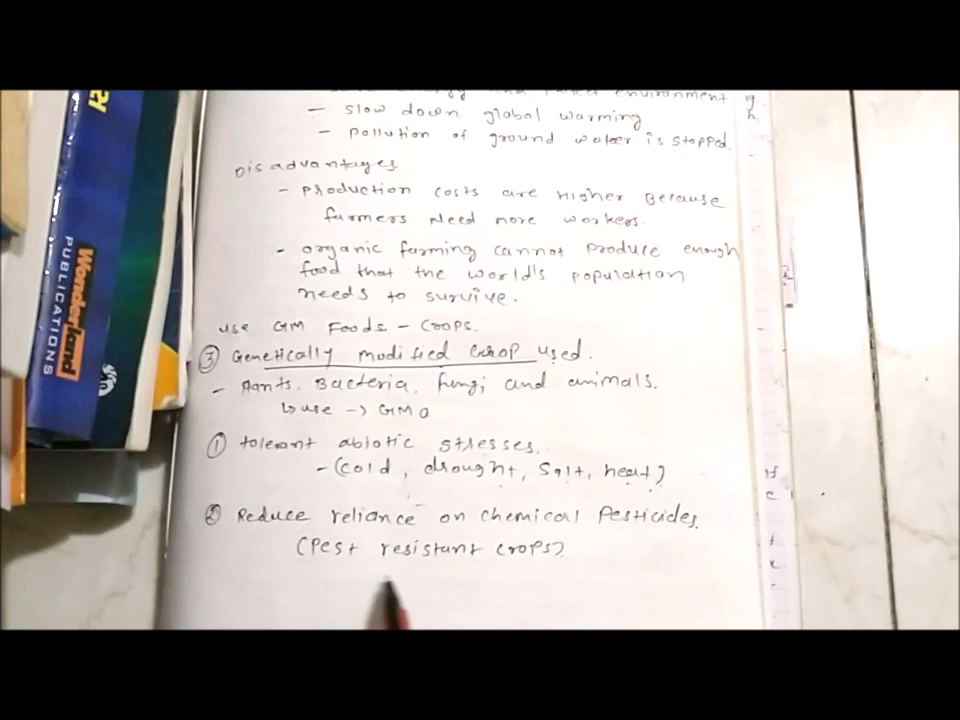 environment
- slow down global warming
- pollution of ground water is stopped.
Disadvantages
- production costs are higher because
farmers need more workers.
- organic farming cannot produce enough
food that the world's population
needs to survive.
use GM Foods - crops.
③ Genetically modified crop used.
- Plants. Bacteria, fungi and animals.
↳ use → GMO
① tolerant abiotic stresses.
- (cold, drought, salt, heat)
② Reduce reliance on chemical pesticides.
(Pest resistant crops)
Wonderland
PUBLICATIONS